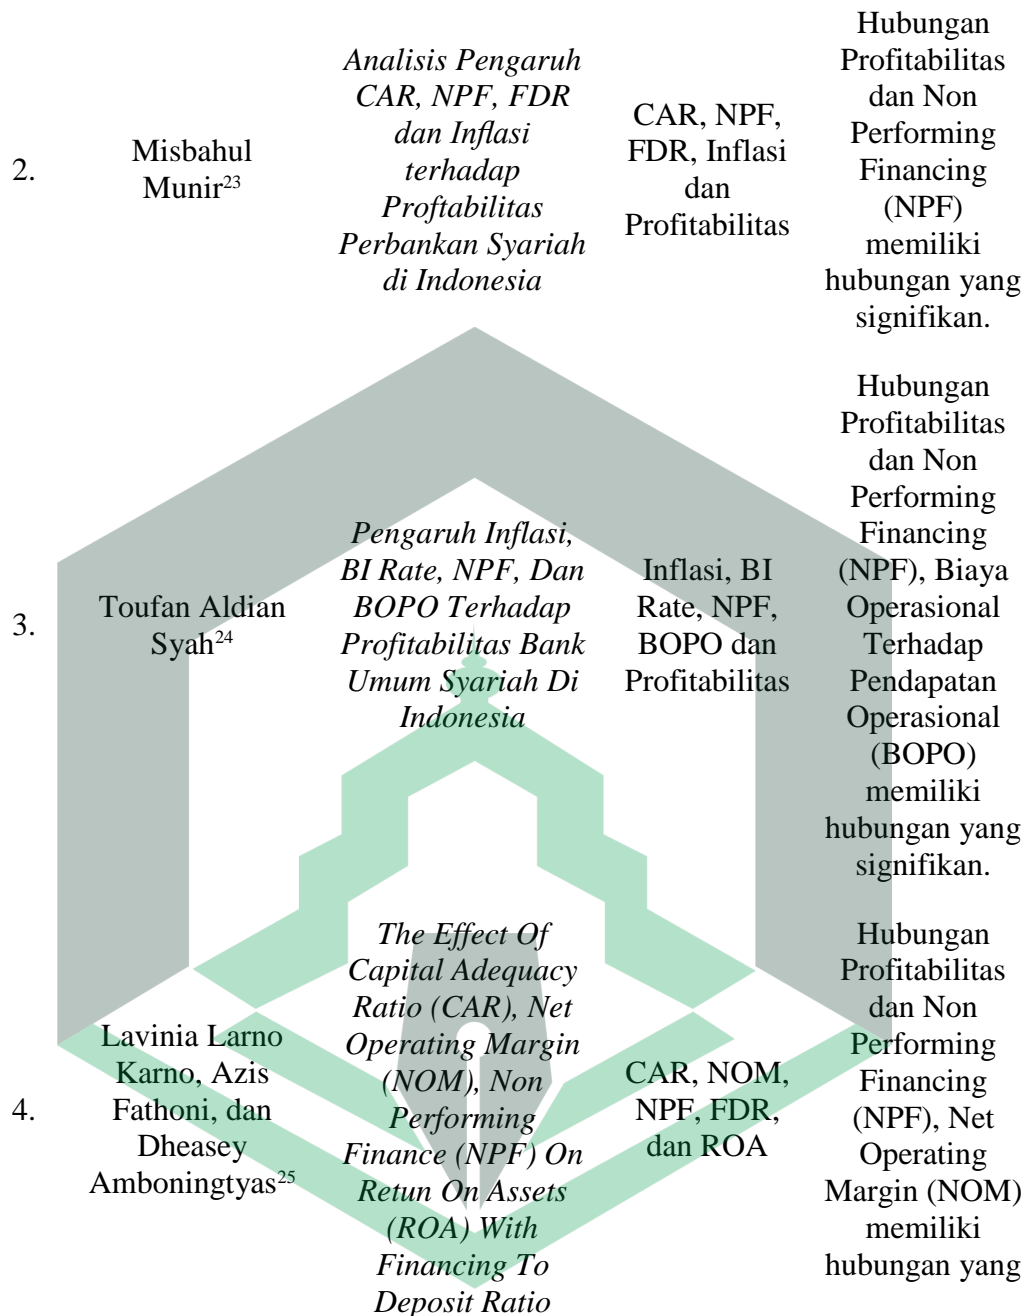 2.
Misbahul
Munir23
Analisis Pengaruh
CAR, NPF, FDR
dan Inflasi
terhadap
Proftabilitas
Perbankan Syariah
di Indonesia
CAR, NPF,
FDR, Inflasi
dan
Profitabilitas
Hubungan
Profitabilitas
dan Non
Performing
Financing
(NPF)
memiliki
hubungan yang
signifikan.
3.
Toufan Aldian
Syah24
Pengaruh Inflasi,
BI Rate, NPF, Dan
BOPO Terhadap
Profitabilitas Bank
Umum Syariah Di
Indonesia
Inflasi, BI
Rate, NPF,
BOPO dan
Profitabilitas
Hubungan
Profitabilitas
dan Non
Performing
Financing
(NPF), Biaya
Operasional
Terhadap
Pendapatan
Operasional
(BOPO)
memiliki
hubungan yang
signifikan.
4.
Lavinia Larno
Karno, Azis
Fathoni, dan
Dheasey
Amboningtyas25
The Effect Of
Capital Adequacy
Ratio (CAR), Net
Operating Margin
(NOM), Non
Performing
Finance (NPF) On
Retun On Assets
(ROA) With
Financing To
Deposit Ratio
CAR, NOM,
NPF, FDR,
dan ROA
Hubungan
Profitabilitas
dan Non
Performing
Financing
(NPF), Net
Operating
Margin (NOM)
memiliki
hubungan yang